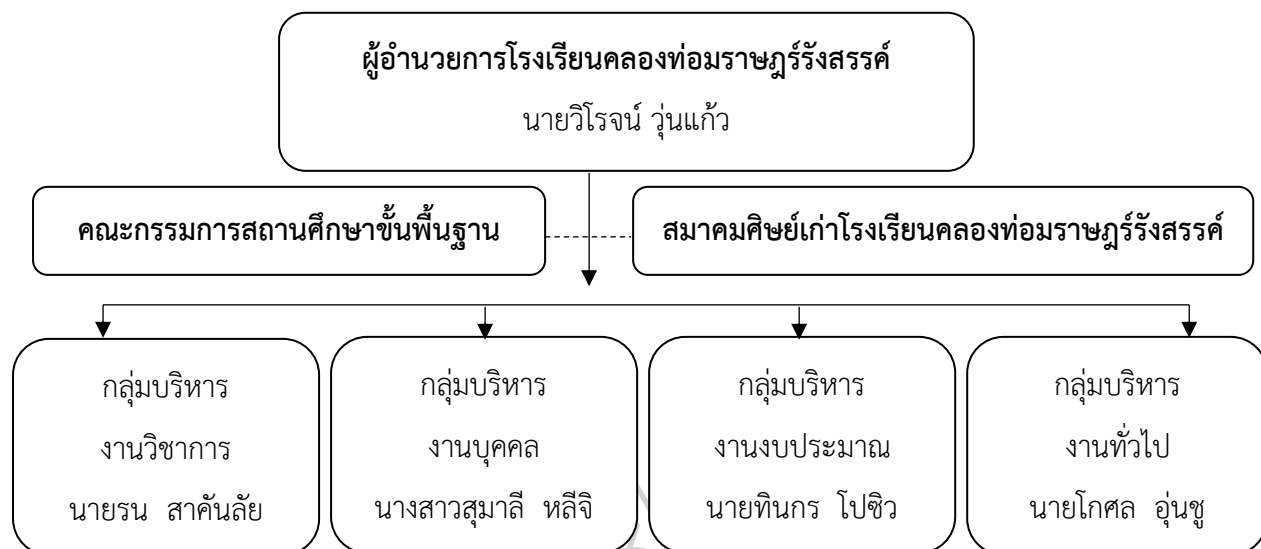 ผู้อำนวยการโรงเรียนคลองท่อมราษฎร์รังสรรค์
นายวิโรจน์ วุ่นแก้ว
คณะกรรมการสถานศึกษาขั้นพื้นฐาน
สมาคมศิษย์เก่าโรงเรียนคลองท่อมราษฎร์รังสรรค์
กลุ่มบริหาร
งานวิชาการ
นายรน สาคันลัย
กลุ่มบริหาร
งานบุคคล
นางสาวสุมาลี หลีจิ
กลุ่มบริหาร
งานงบประมาณ
นายทินกร โปซิว
กลุ่มบริหาร
งานทั่วไป
นายโกศล อุ่นชู